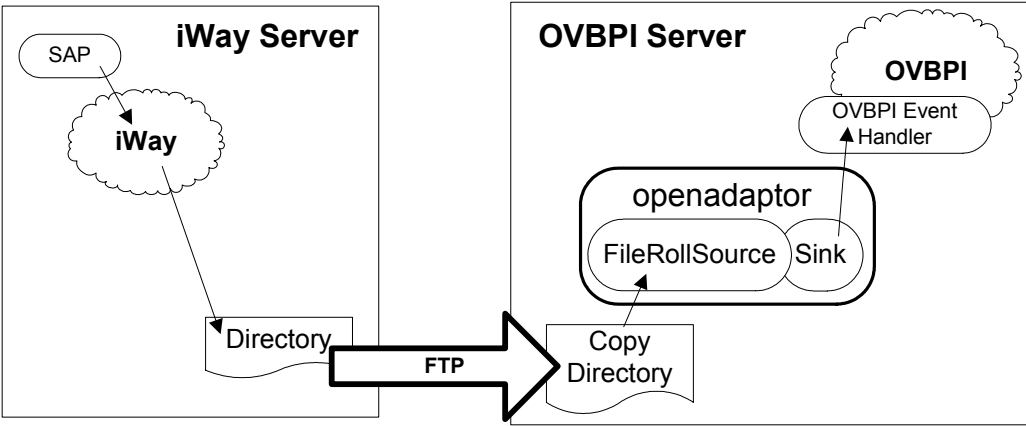 iWay Server
SAP
iWay
Directory
FTP
OVBPI Server
OVBPI
OVBPI Event
Handler
openadaptor
FileRollSource
Sink
Copy
Directory